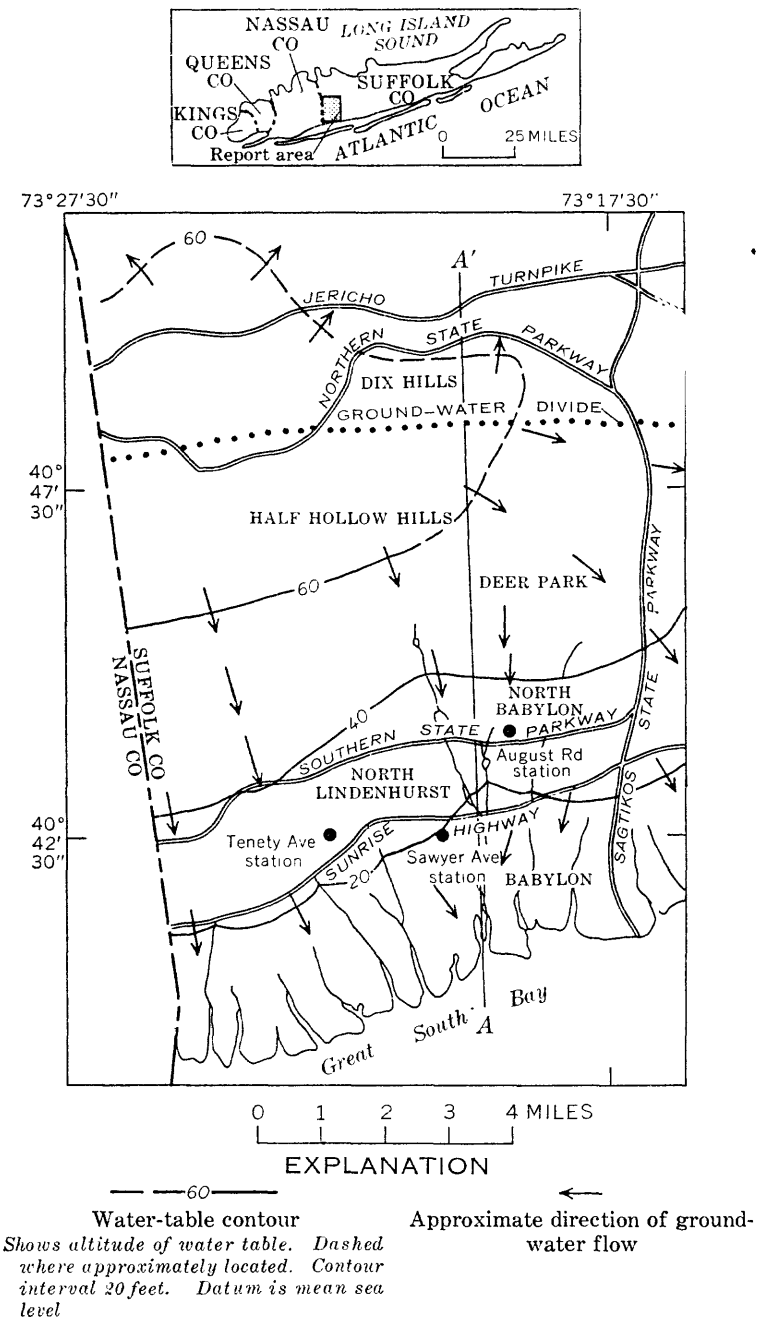 NASSAU
CO
LONG ISLAND
SOUND
QUEENS
CO
SUFFOLK
CO
KINGS
CO
OCEAN
ATLANTIC
Report area
0 25 MILES
73°27'30"
73°17'30"
60
A'
JERICHO TURNPIKE
NORTHERN STATE PARKWAY
DIX HILLS
GROUND-WATER DIVIDE
40°
47'
30"
HALF HOLLOW HILLS
60
DEER PARK
SUFFOLK CO
NASSAU CO
NORTH
BABYLON
40
SOUTHERN STATE PARKWAY
August Rd
station
NORTH
LINDENHURST
SAGTIKOS STATE PARKWAY
40°
42'
30"
Tenety Ave
station
SUNRISE HIGHWAY
Sawyer Ave
station
20
BABYLON
Great South Bay
A
0 1 2 3 4 MILES
EXPLANATION
60
Water-table contour
Shows altitude of water table. Dashed
where approximately located. Contour
interval 20 feet. Datum is mean sea
level
Approximate direction of ground-
water flow